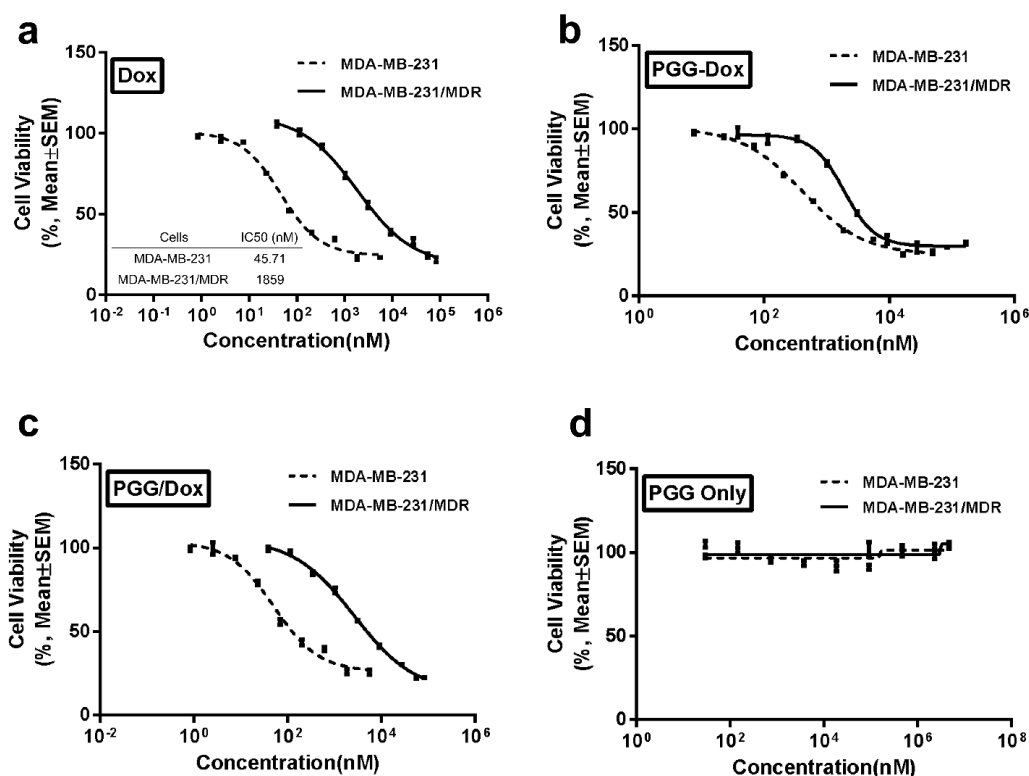 a
Dox
MDA-MB-231
MDA-MB-231/MDR
Cell Viability
(%, Mean±SEM)
150
100
50
0
Cells IC50 (nM)
MDA-MB-231 45.71
MDA-MB-231/MDR 1859
10-2 10-1 100 101 102 103 104 105 106
Concentration(nM)
b
PGG-Dox
MDA-MB-231
MDA-MB-231/MDR
Cell Viability
(%, Mean±SEM)
150
100
50
0
100 102 104 106
Concentration(nM)
c
PGG/Dox
MDA-MB-231
MDA-MB-231/MDR
Cell Viability
(%, Mean±SEM)
150
100
50
0
10-2 100 102 104 106
Concentration(nM)
d
PGG Only
MDA-MB-231
MDA-MB-231/MDR
Cell Viability
(%, Mean±SEM)
150
100
50
0
100 102 104 106 108
Concentration(nM)